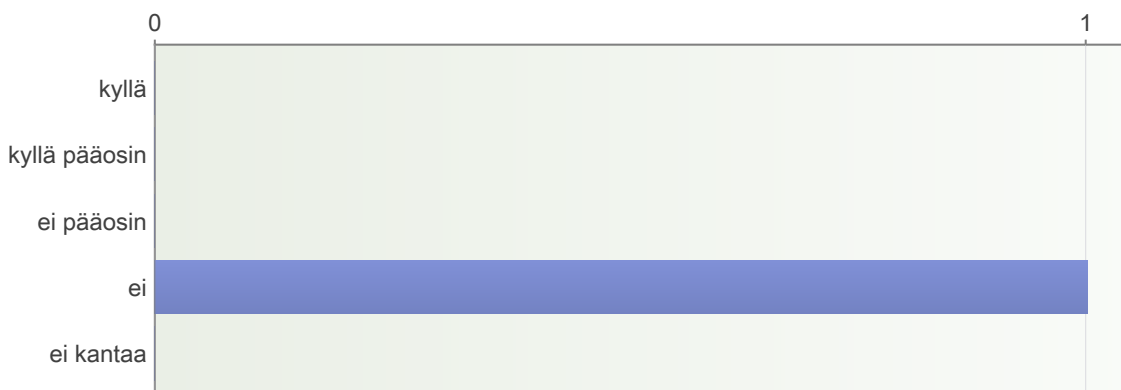 0 1
kyllä
kyllä pääosin
ei pääosin
ei
ei kantaa